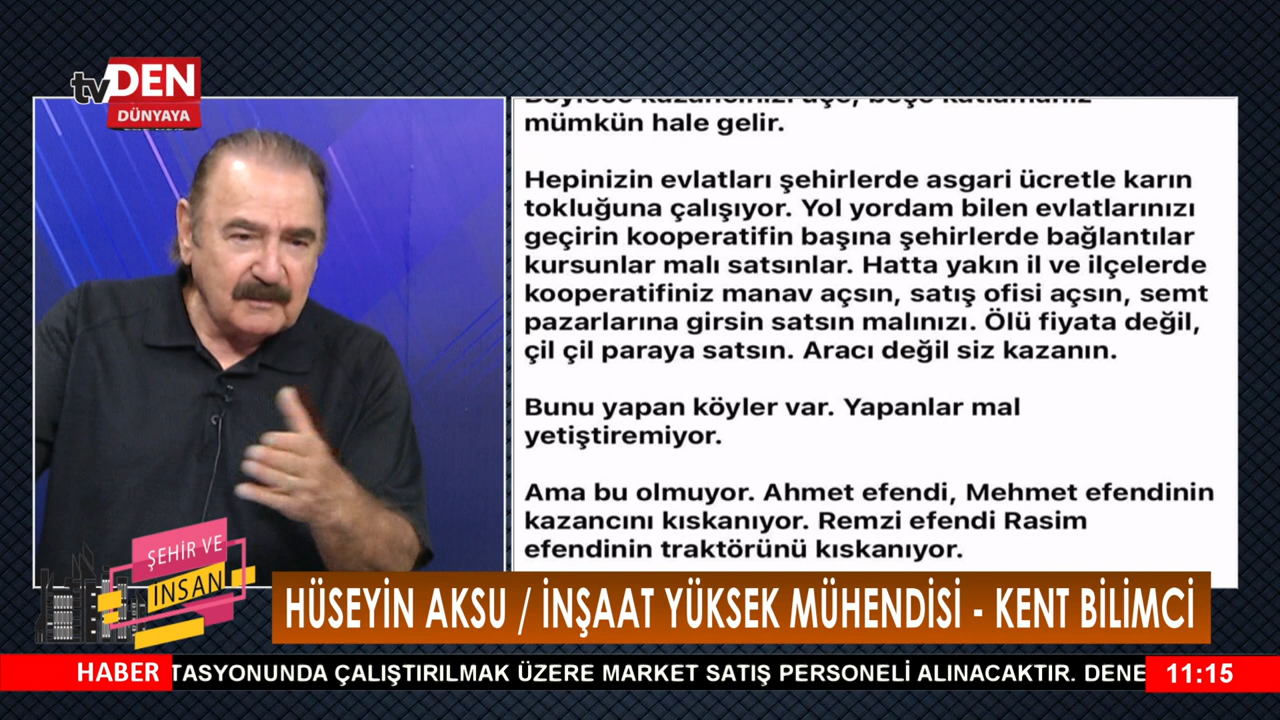 tvDEN
DÜNYAYA
mümkün hale gelir.
Hepinizin evlatları şehirlerde asgari ücretle karın
tokluğuna çalışıyor. Yol yordam bilen evlatlarınızı
geçirin kooperatifin başına şehirlerde bağlantılar
kursunlar malı satsınlar. Hatta yakın il ve ilçelerde
kooperatifiniz manav açsın, satış ofisi açsın, semt
pazarlarına girsin satsın malınızı. Ölü fiyata değil,
çil çil paraya satsın. Aracı değil siz kazanın.
Bunu yapan köyler var. Yapanlar mal
yetiştiremiyor.
Ama bu olmuyor. Ahmet efendi, Mehmet efendinin
kazancını kıskanıyor. Remzi efendi Rasim
efendinin traktörünü kıskanıyor.
ŞEHİR VE
İNSAN
HÜSEYİN AKSU / İNŞAAT YÜKSEK MÜHENDİSİ - KENT BİLİMCİ
HABER TASYONUNDA ÇALIŞTIRILMAK ÜZERE MARKET SATIŞ PERSONELİ ALINACAKTIR. DENE 11:15